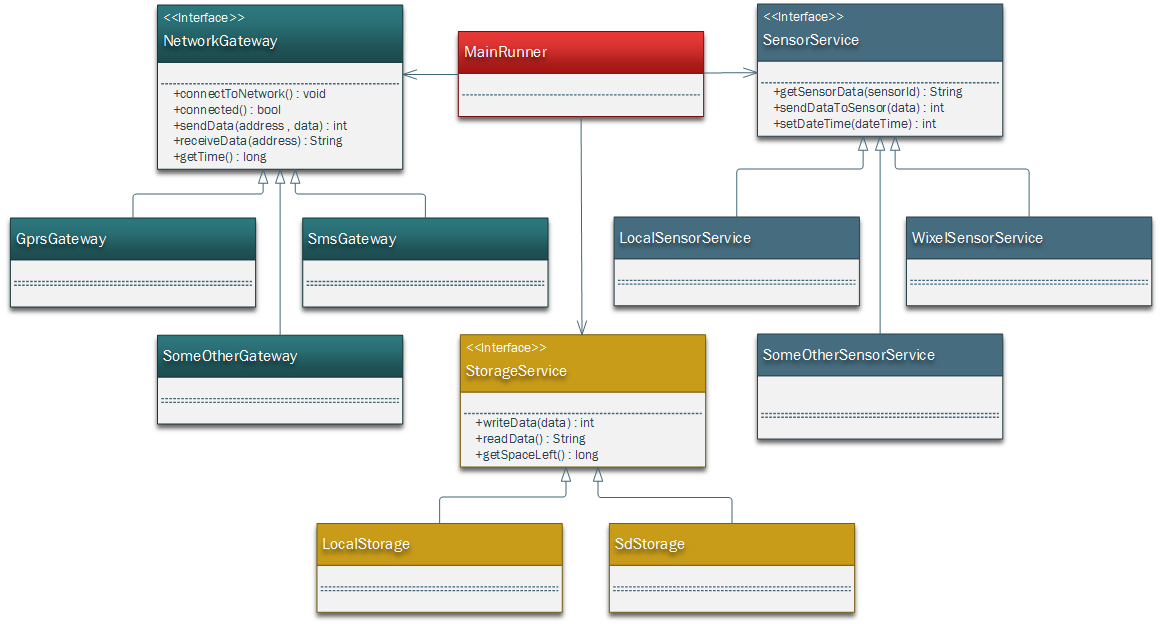 <<Interface>>
NetworkGateway
+connectToNetwork() : void
+connected() : bool
+sendData(address , data) : int
+receiveData(address) : String
+getTime() : long
MainRunner
<<Interface>>
SensorService
+getSensorData(sensorId) : String
+sendDataToSensor(data) : int
+setDateTime(dateTime) : int
GprsGateway
SmsGateway
LocalSensorService
WixelSensorService
SomeOtherGateway
<<Interface>>
StorageService
+writeData(data) : int
+readData() : String
+getSpaceLeft() : long
SomeOtherSensorService
LocalStorage
SdStorage